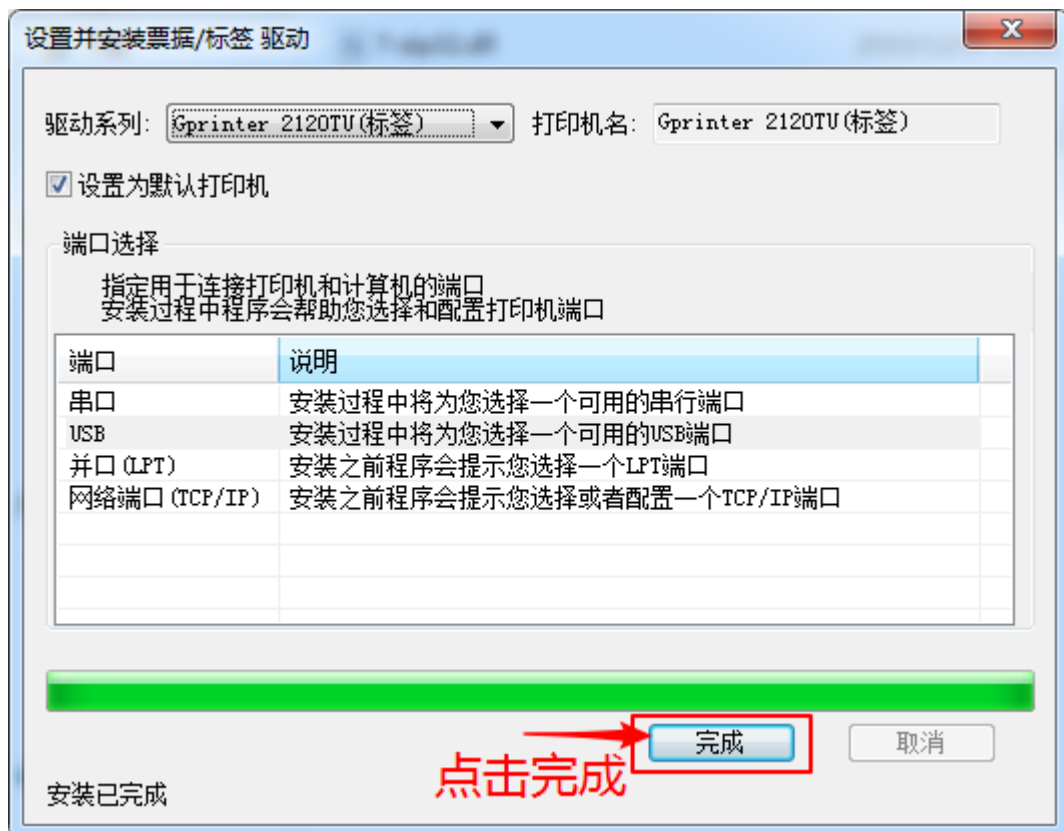 设置并安装票据/标签 驱动
驱动系列: Gprinter 2120TU(标签) 打印机名: Gprinter 2120TU(标签)
设置为默认打印机
端口选择
指定用于连接打印机和计算机的端口
安装过程中程序会帮助您选择和配置打印机端口
端口 说明
串口 安装过程中将为您选择一个可用的串行端口
USB 安装过程中将为您选择一个可用的USB端口
并口(LPT) 安装之前程序会提示您选择一个LPT端口
网络端口(TCP/IP) 安装之前程序会提示您选择或者配置一个TCP/IP端口
完成 取消
点击完成
安装已完成